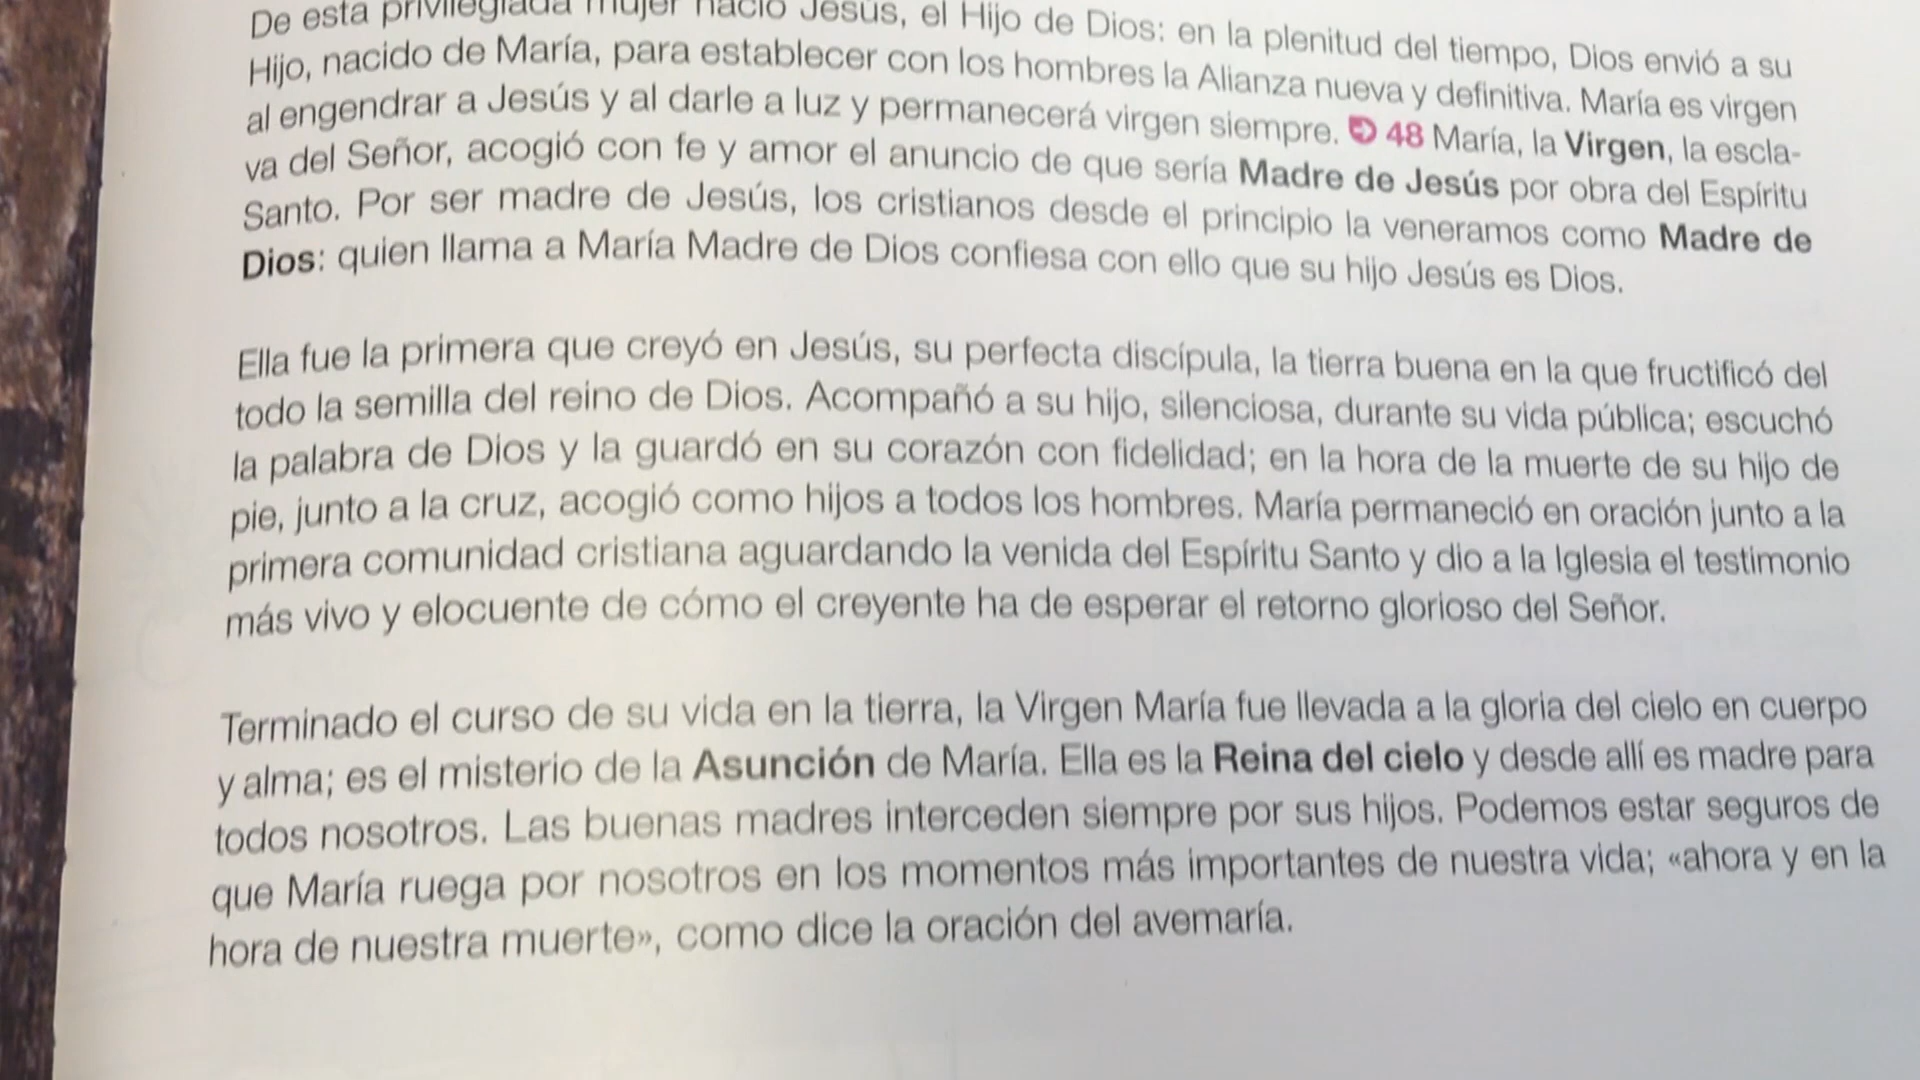 De esta privilegiada mujer nació Jesús, el Hijo de Dios: en la plenitud del tiempo, Dios envió a su
Hijo, nacido de María, para establecer con los hombres la Alianza nueva y definitiva. María es virgen
al engendrar a Jesús y al darle a luz y permanecerá virgen siempre. 48 María, la Virgen, la escla-
va del Señor, acogió con fe y amor el anuncio de que sería Madre de Jesús por obra del Espíritu
Santo. Por ser madre de Jesús, los cristianos desde el principio la veneramos como Madre de
Dios: quien llama a María Madre de Dios confiesa con ello que su hijo Jesús es Dios.
Ella fue la primera que creyó en Jesús, su perfecta discípula, la tierra buena en la que fructificó del
todo la semilla del reino de Dios. Acompañó a su hijo, silenciosa, durante su vida pública; escuchó
la palabra de Dios y la guardó en su corazón con fidelidad; en la hora de la muerte de su hijo de
pie, junto a la cruz, acogió como hijos a todos los hombres. María permaneció en oración junto a la
primera comunidad cristiana aguardando la venida del Espíritu Santo y dio a la Iglesia el testimonio
más vivo y elocuente de cómo el creyente ha de esperar el retorno glorioso del Señor.
Terminado el curso de su vida en la tierra, la Virgen María fue llevada a la gloria del cielo en cuerpo
y alma; es el misterio de la Asunción de María. Ella es la Reina del cielo y desde allí es madre para
todos nosotros. Las buenas madres interceden siempre por sus hijos. Podemos estar seguros de
que María ruega por nosotros en los momentos más importantes de nuestra vida; «ahora y en la
hora de nuestra muerte», como dice la oración del avemaría.